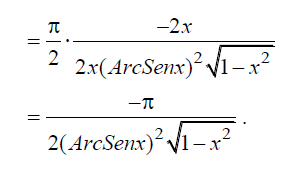 = π/2 · −2x / 2x(ArcSenx)²√1−x²
= −π / 2(ArcSenx)²√1−x² .